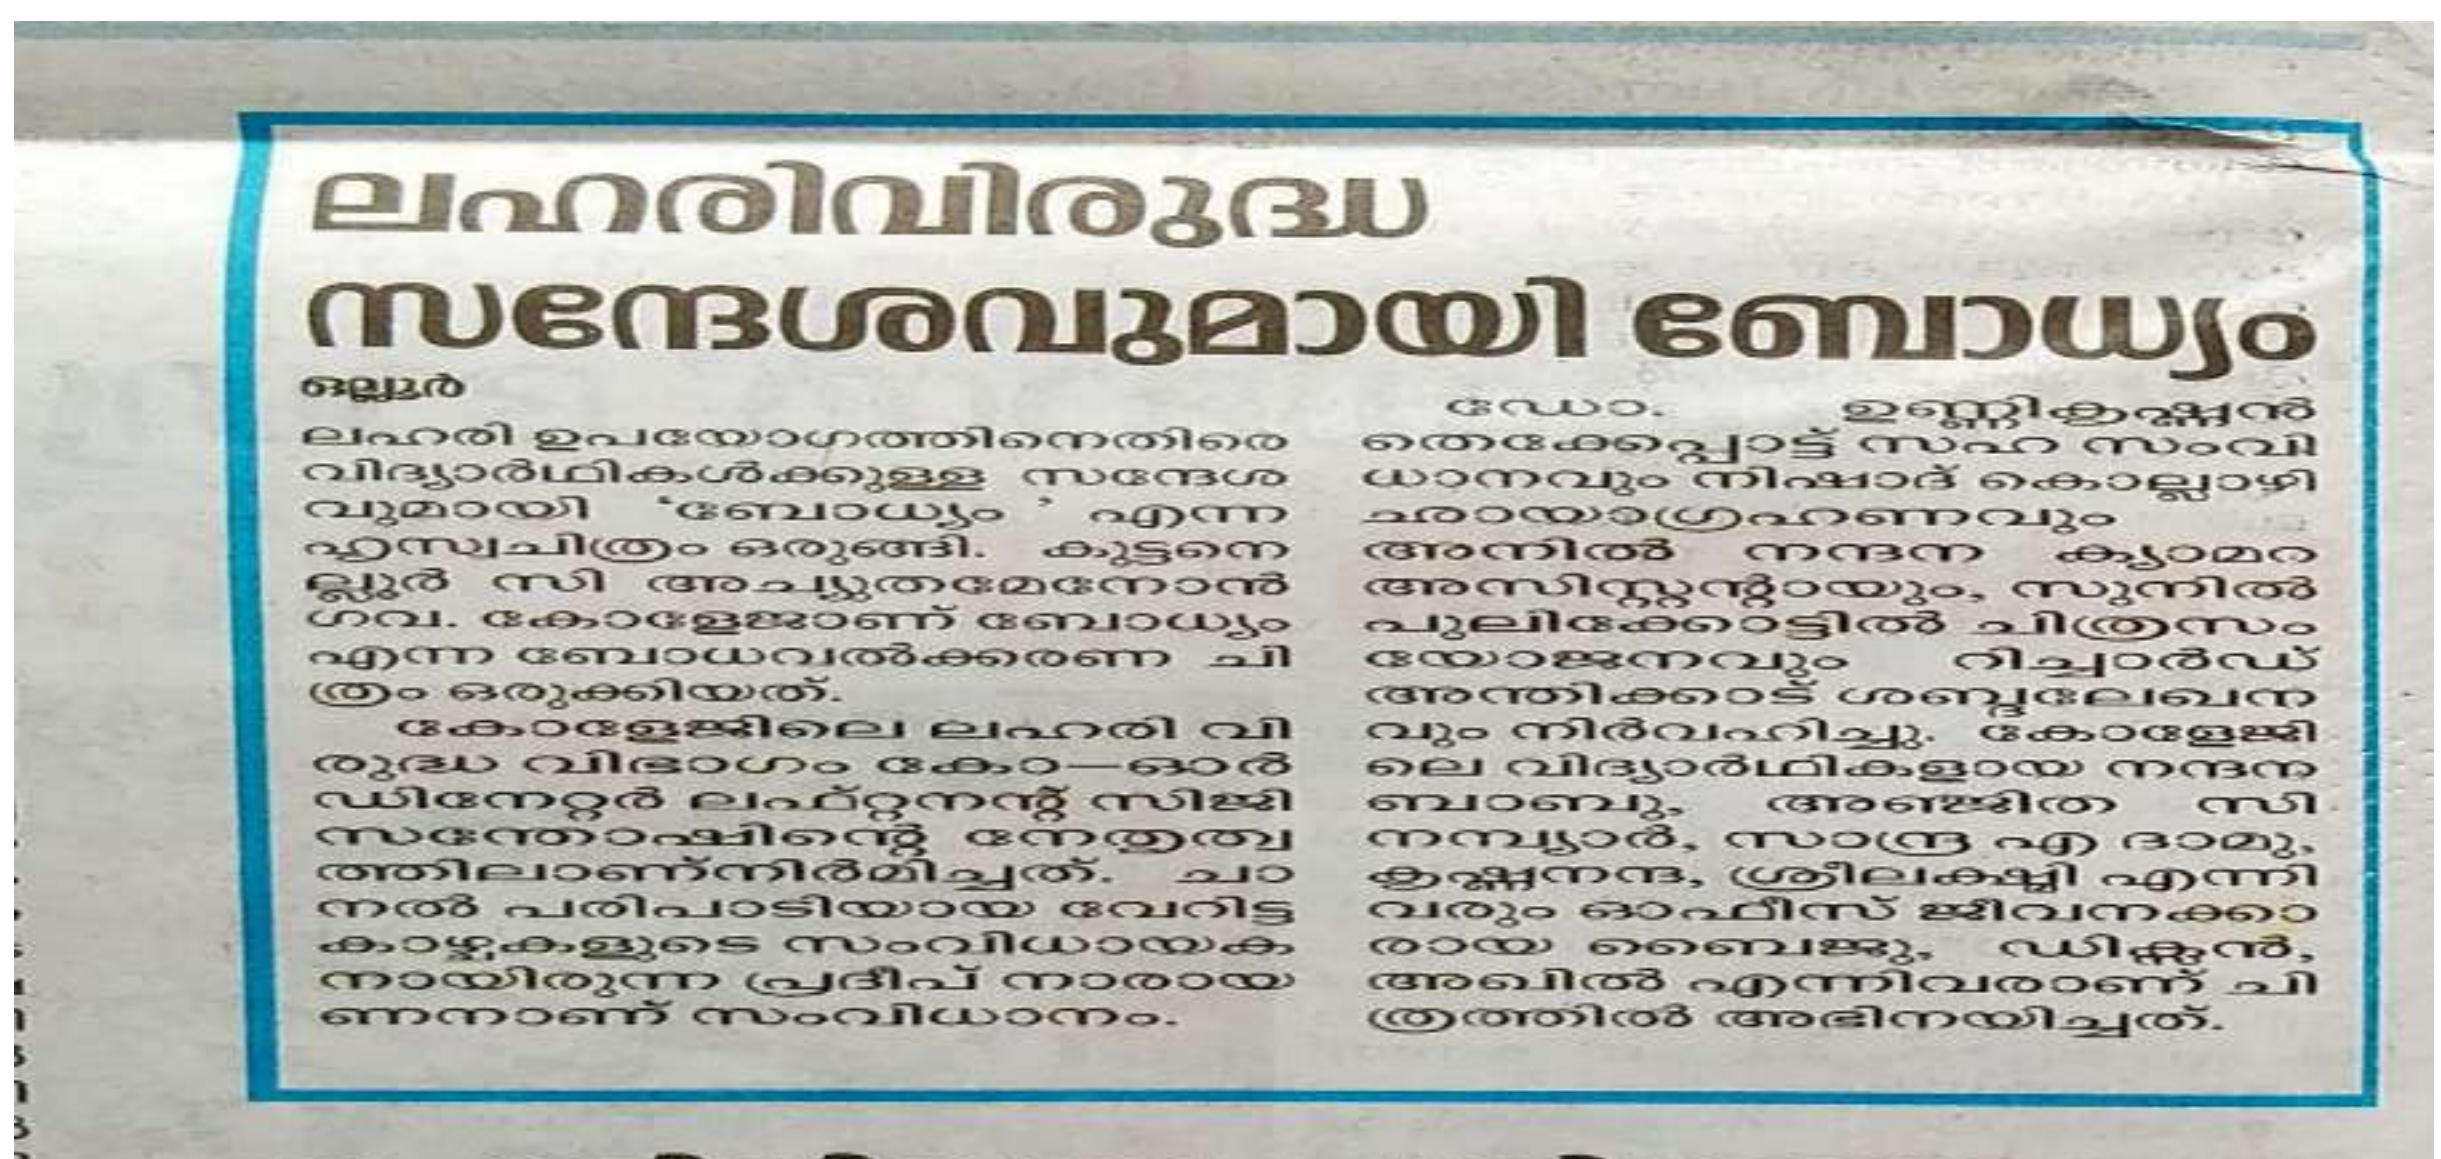 ലഹരിവിരുദ്ധ
സന്ദേശവുമായി ബോധ്യം
ഒല്ലൂർ
ലഹരി ഉപയോഗത്തിനെതിരെ
വിദ്യാർഥികൾക്കുള്ള സന്ദേശ
വുമായി ‘ബോധ്യം ’ എന്ന
ഹ്രസ്വചിത്രം ഒരുങ്ങി. കുട്ടനെ
ല്ലൂർ സി അച്യുതമേനോൻ
ഗവ. കോളേജാണ് ബോധ്യം
എന്ന ബോധവൽക്കരണ ചി
ത്രം ഒരുക്കിയത്.
കോളേജിലെ ലഹരി വി
രുദ്ധ വിഭാഗം കോ—ഓർ
ഡിനേറ്റർ ലഫ്റ്റനന്റ് സിജി
സന്തോഷിന്റെ നേതൃത്വ
ത്തിലാണ്നിർമിച്ചത്. ചാ
നൽ പരിപാടിയായ വേറിട്ട
കാഴ്ചകളുടെ സംവിധായക
നായിരുന്ന പ്രദീപ് നാരായ
ണനാണ് സംവിധാനം.
ഡോ. ഉണ്ണികൃഷ്ണൻ
തെക്കേപ്പാട്ട് സഹ സംവി
ധാനവും നിഷാദ് കൊല്ലാഴി
ഛായാഗ്രഹണവും
അനിൽ നന്ദന ക്യാമറ
അസിസ്റ്റന്റായും, സുനിൽ
പുലിക്കോട്ടിൽ ചിത്രസം
യോജനവും റിച്ചാർഡ്
അന്തിക്കാട് ശബ്ദലേഖന
വും നിർവഹിച്ചു. കോളേജി
ലെ വിദ്യാർഥികളായ നന്ദന
ബാബു, അഞ്ജിത സി
നമ്പ്യാർ, സാന്ദ്ര എ ദാമു,
കൃഷ്ണനന്ദ, ശ്രീലക്ഷ്മി എന്നി
വരും ഓഫീസ് ജീവനക്കാ
രായ ബൈജു, ഡിക്സൻ,
അഖിൽ എന്നിവരാണ് ചി
ത്രത്തിൽ അഭിനയിച്ചത്.